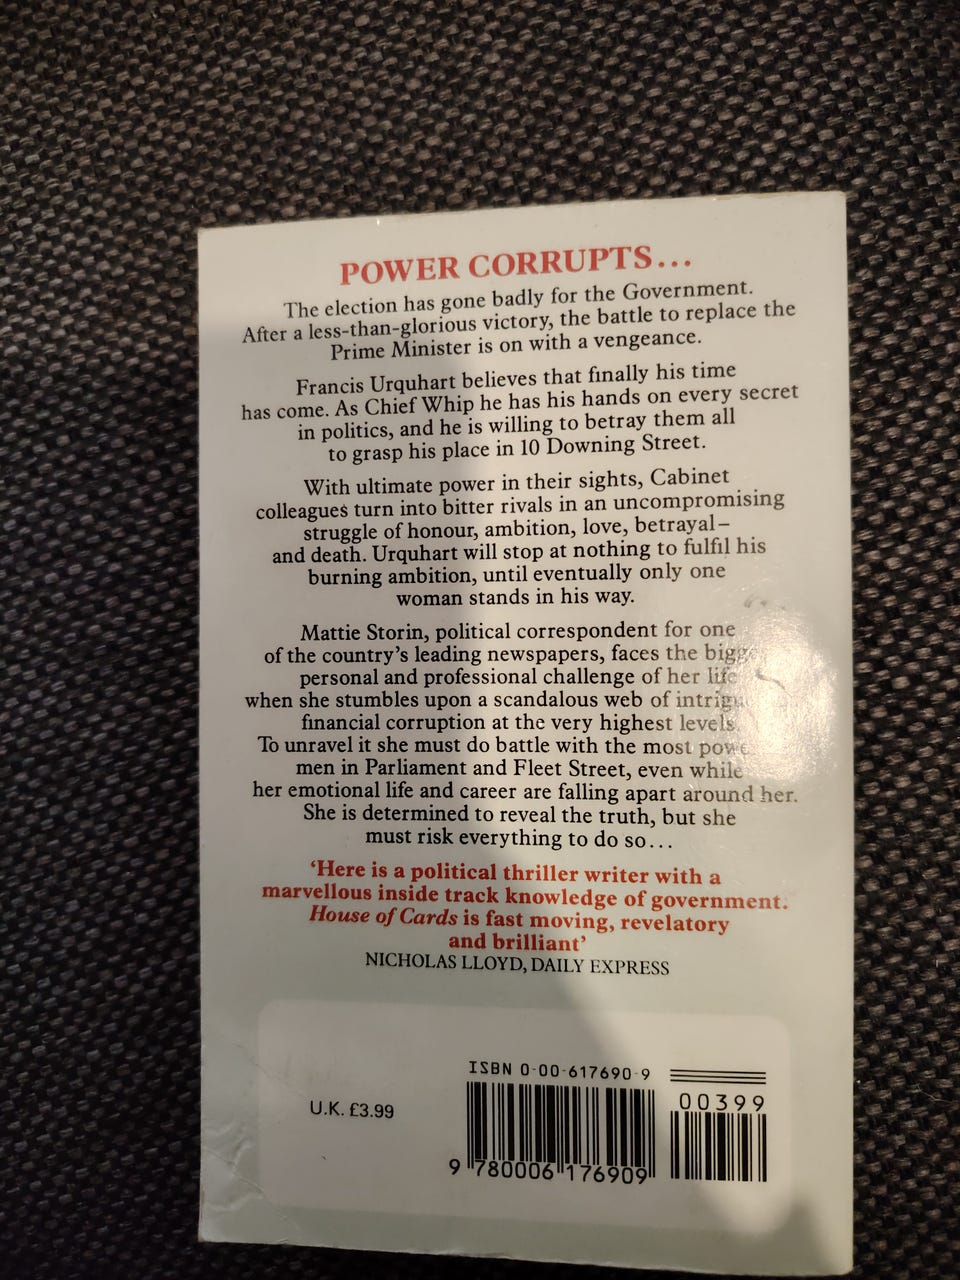 POWER CORRUPTS...
The election has gone badly for the Government.
After a less-than-glorious victory, the battle to replace the
Prime Minister is on with a vengeance.
Francis Urquhart believes that finally his time
has come. As Chief Whip he has his hands on every secret
in politics, and he is willing to betray them all
to grasp his place in 10 Downing Street.
With ultimate power in their sights, Cabinet
colleagues turn into bitter rivals in an uncompromising
struggle of honour, ambition, love, betrayal–
and death. Urquhart will stop at nothing to fulfil his
burning ambition, until eventually only one
woman stands in his way.
Mattie Storin, political correspondent for one
of the country's leading newspapers, faces the
personal and professional challenge of her life
when she stumbles upon a scandalous web of
financial corruption at the very highest levels.
To unravel it she must do battle with the most
men in Parliament and Fleet Street, even while
her emotional life and career are falling apart around her.
She is determined to reveal the truth, but she
must risk everything to do so...
'Here is a political thriller writer with a
marvellous inside track knowledge of government.
House of Cards is fast moving, revelatory
and brilliant'
NICHOLAS LLOYD, DAILY EXPRESS
ISBN 0-00-617690-9
00399
U.K. £3.99
9 780006 176909